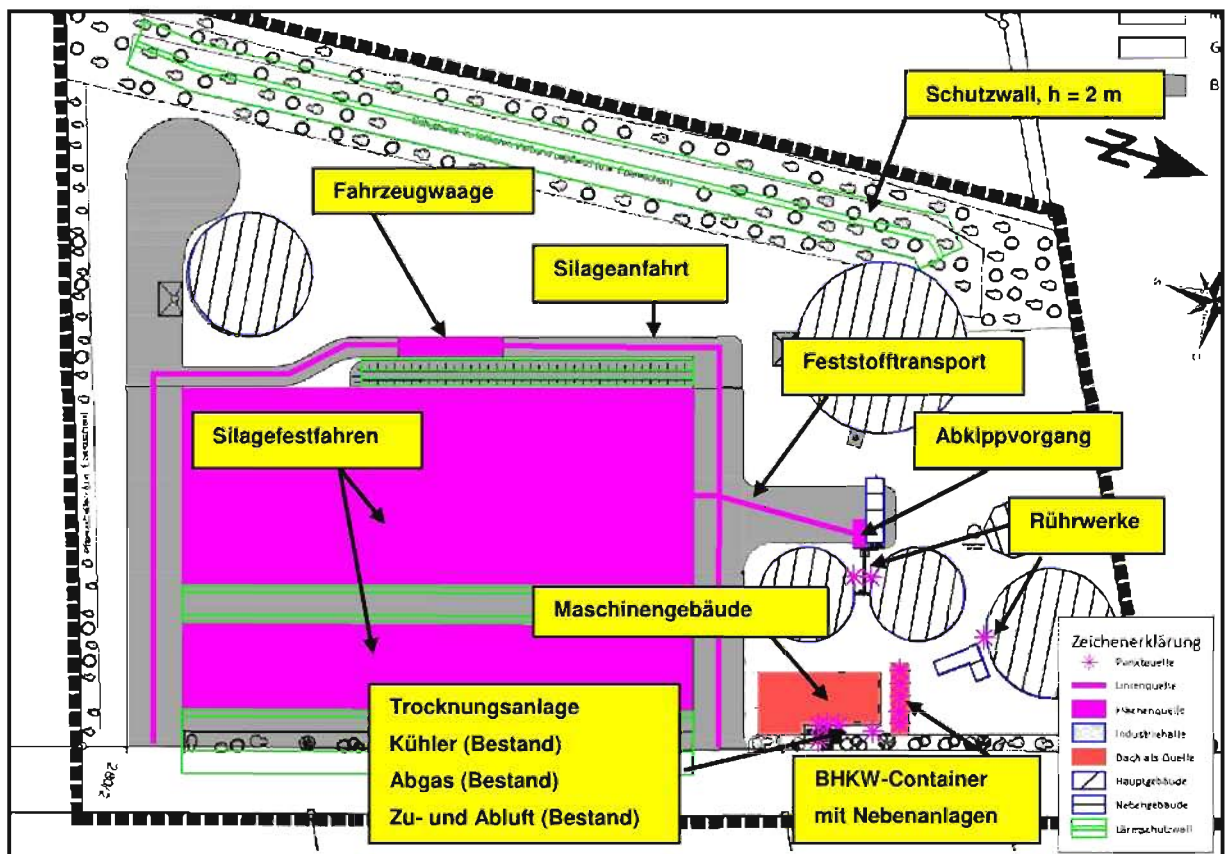 G
Schutzwall, h = 2 m
B
Fahrzeugwaage
Silageanfahrt
Feststofftransport
Silagefestfahren
Abkippvorgang
Rührwerke
Maschinengebäude
Trocknungsanlage
Kühler (Bestand)
Abgas (Bestand)
Zu- und Abluft (Bestand)
BHKW-Container
mit Nebenanlagen
Zeichenerklärung
Punktquelle
Linienquelle
Flächenquelle
Industriehalle
Dach als Quelle
Hauptgebäude
Nebengebäude
Lärmschutzwall